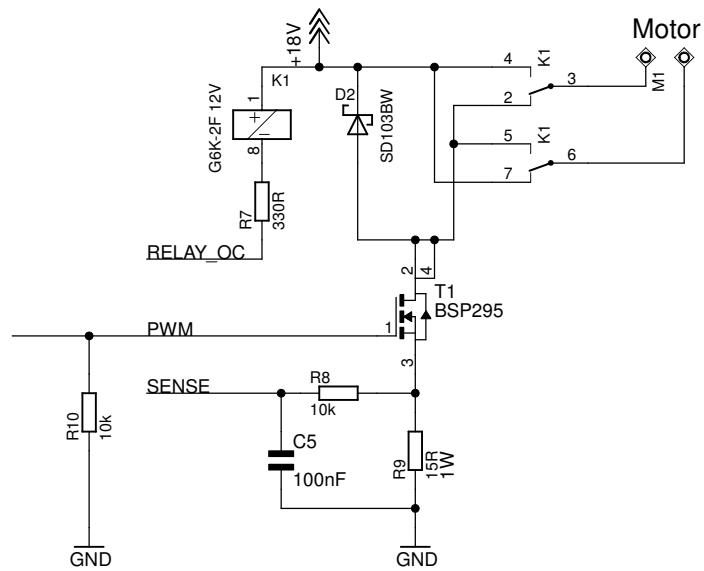 Motor
+18V
K1
4
K1
3
M1
2
D2
SD103BW
G6K-2F 12V
1
+
−
8
5
K1
6
7
R7
330R
RELAY_OC
2
4
T1
BSP295
PWM
1
3
SENSE
R8
10k
R10
10k
C5
100nF
R9
15R
1W
GND
GND